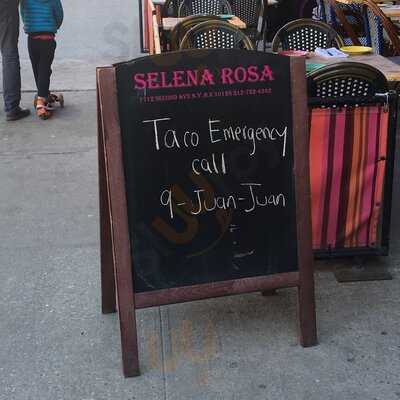 SELENA ROSA
Taco Emergency
call
9-Juan-Juan